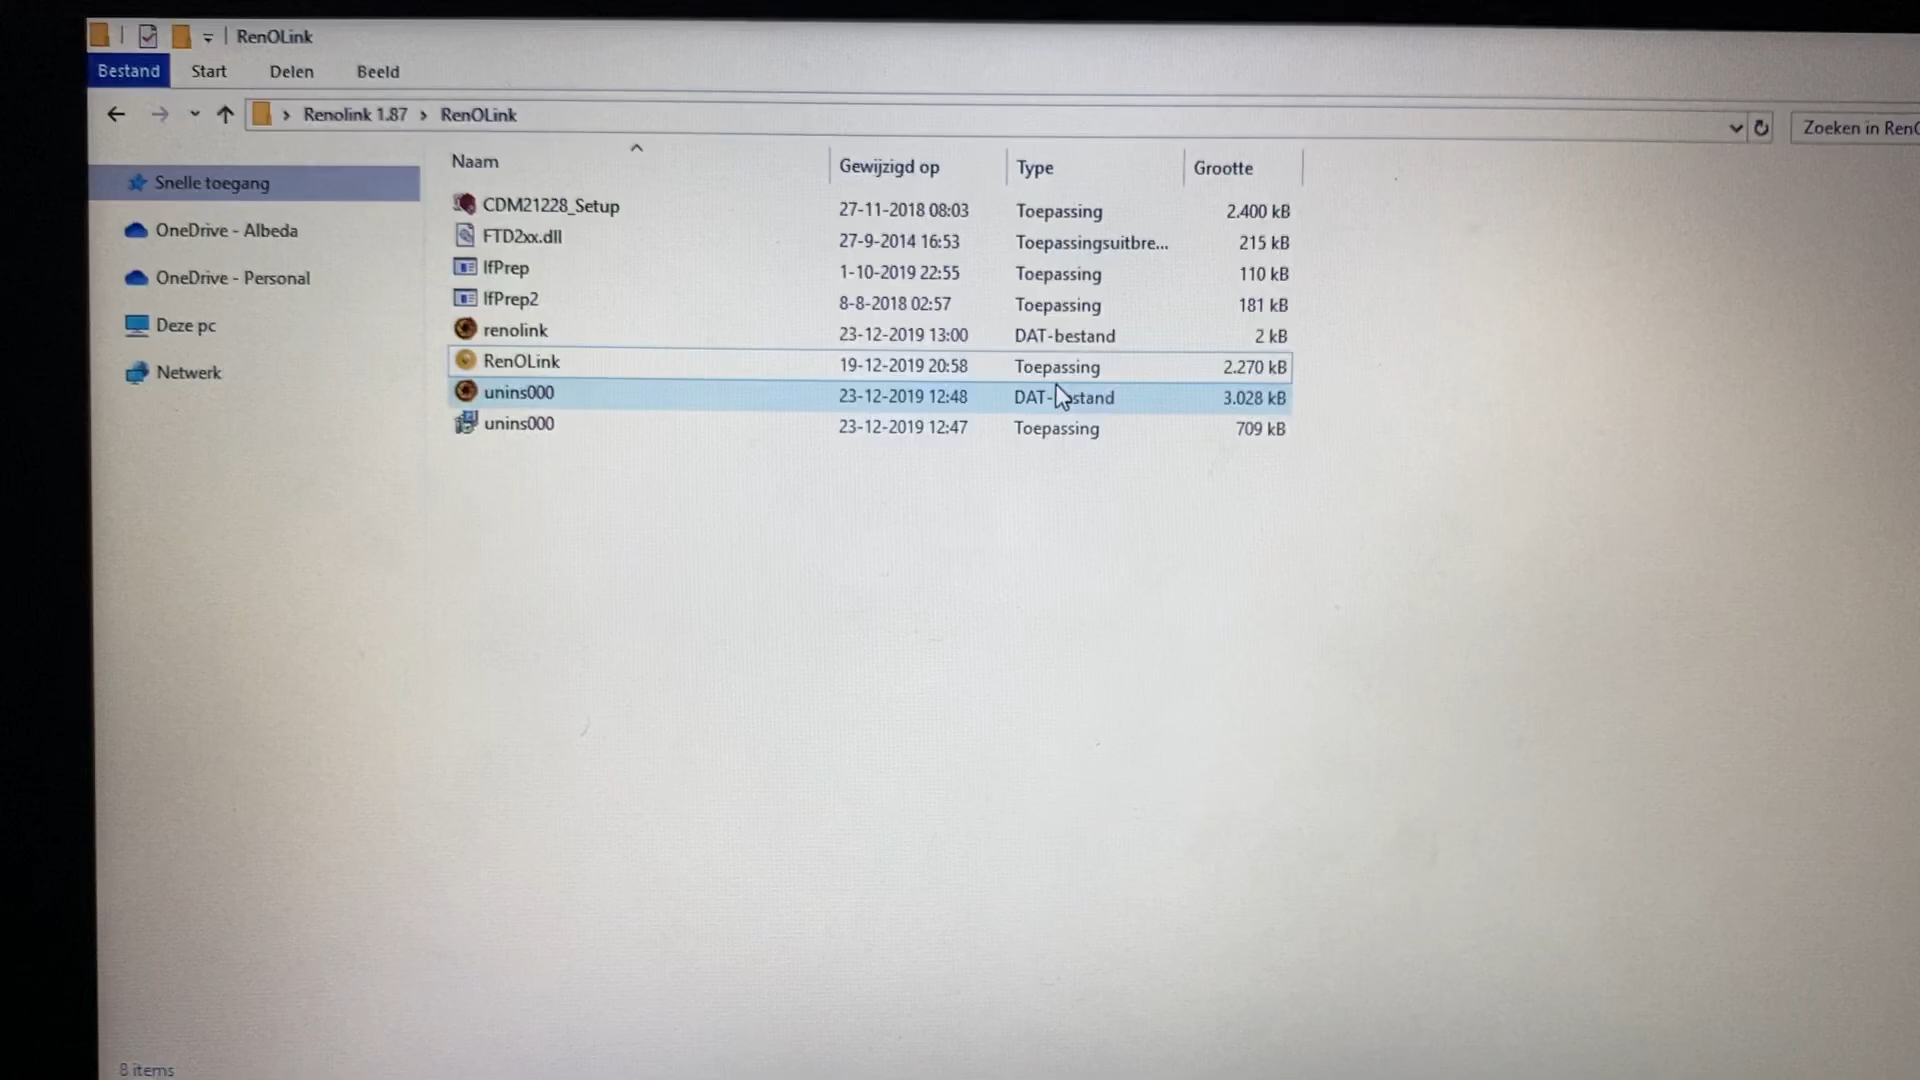 RenOLink
Bestand Start Delen Beeld
Renolink 1.87 > RenOLink Zoeken in Ren
Naam Gewijzigd op Type Grootte
Snelle toegang
OneDrive - Albeda
OneDrive - Personal
Deze pc
Netwerk
CDM21228_Setup 27-11-2018 08:03 Toepassing 2.400 kB
FTD2xx.dll 27-9-2014 16:53 Toepassingsuitbre... 215 kB
IfPrep 1-10-2019 22:55 Toepassing 110 kB
IfPrep2 8-8-2018 02:57 Toepassing 181 kB
renolink 23-12-2019 13:00 DAT-bestand 2 kB
RenOLink 19-12-2019 20:58 Toepassing 2.270 kB
unins000 23-12-2019 12:48 DAT-bestand 3.028 kB
unins000 23-12-2019 12:47 Toepassing 709 kB
8 items